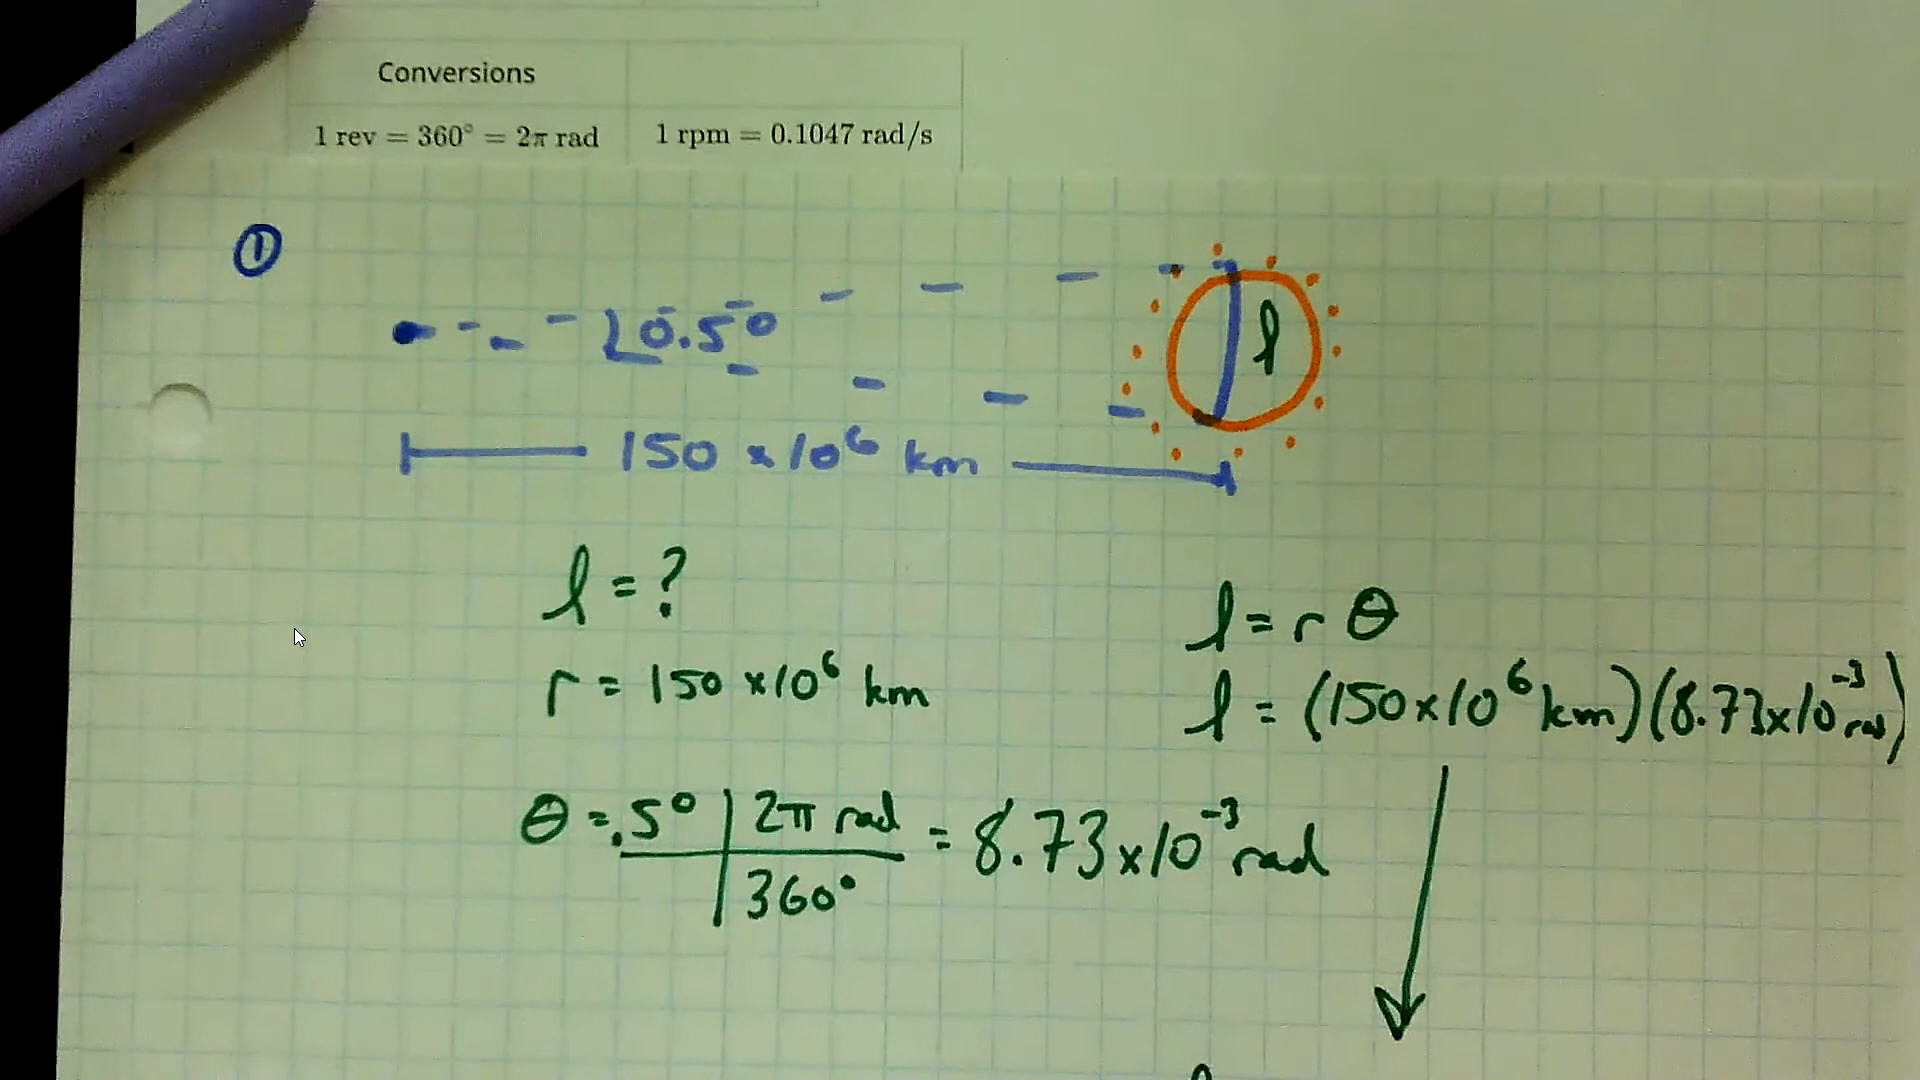 Conversions
1 rev = 360° = 2π rad
1 rpm = 0.1047 rad/s
①
∠0.5°
l
150 × 10⁶ km
l = ?
l = r θ
r = 150 × 10⁶ km
l = (150 × 10⁶ km)(8.73 × 10⁻³ rad)
θ = .5° | 2π rad = 8.73 × 10⁻³ rad
360°